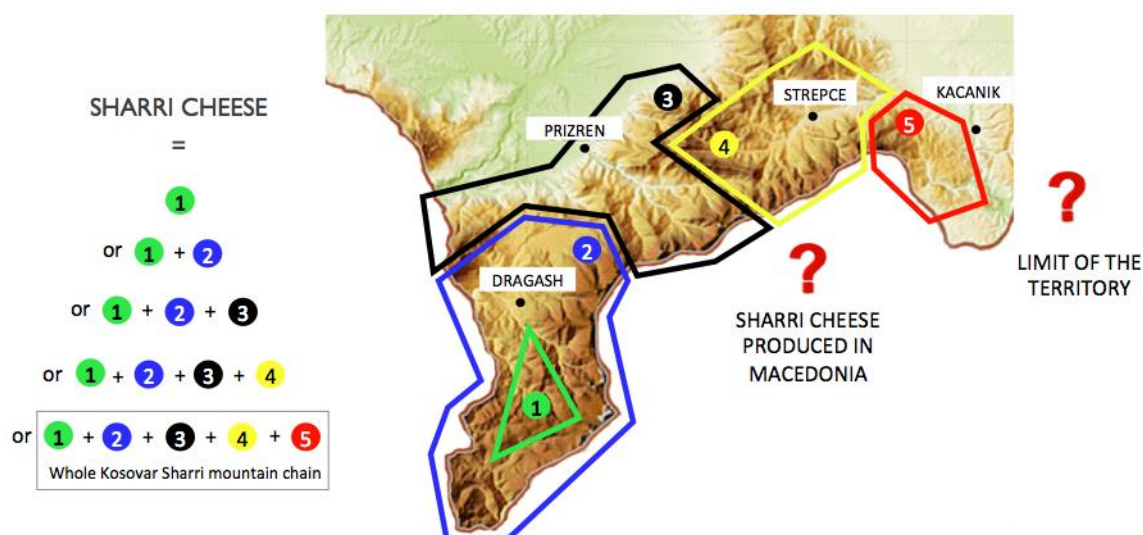 SHARRI CHEESE
=
1
or 1 + 2
or 1 + 2 + 3
or 1 + 2 + 3 + 4
or 1 + 2 + 3 + 4 + 5
Whole Kosovar Sharri mountain chain
3
PRIZREN
STREPCE
4
KACANIK
5
2
DRAGASH
1
?
SHARRI CHEESE
PRODUCED IN
MACEDONIA
?
LIMIT OF THE
TERRITORY